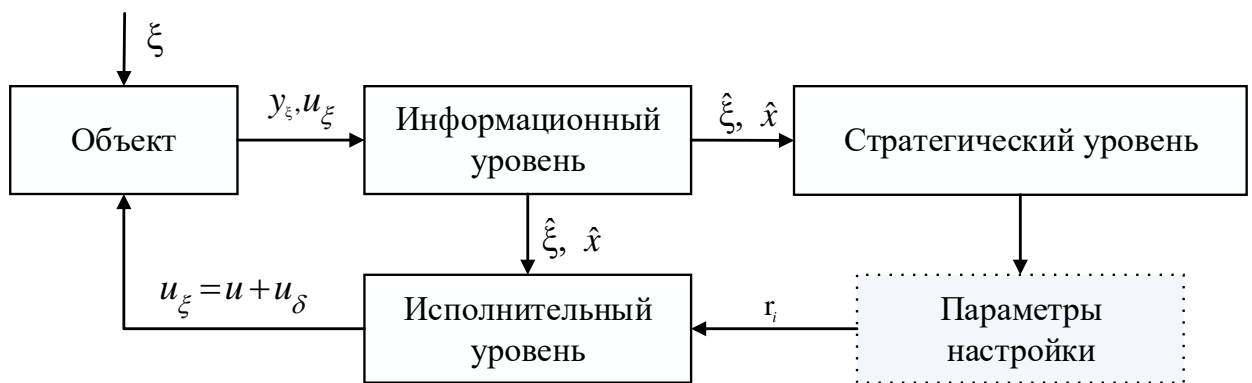 ξ
Объект
y_ξ, u_ξ
Информационный
уровень
ξ̂, x̂
Стратегический уровень
ξ̂, x̂
u_ξ = u + u_δ
Исполнительный
уровень
r_i
Параметры
настройки